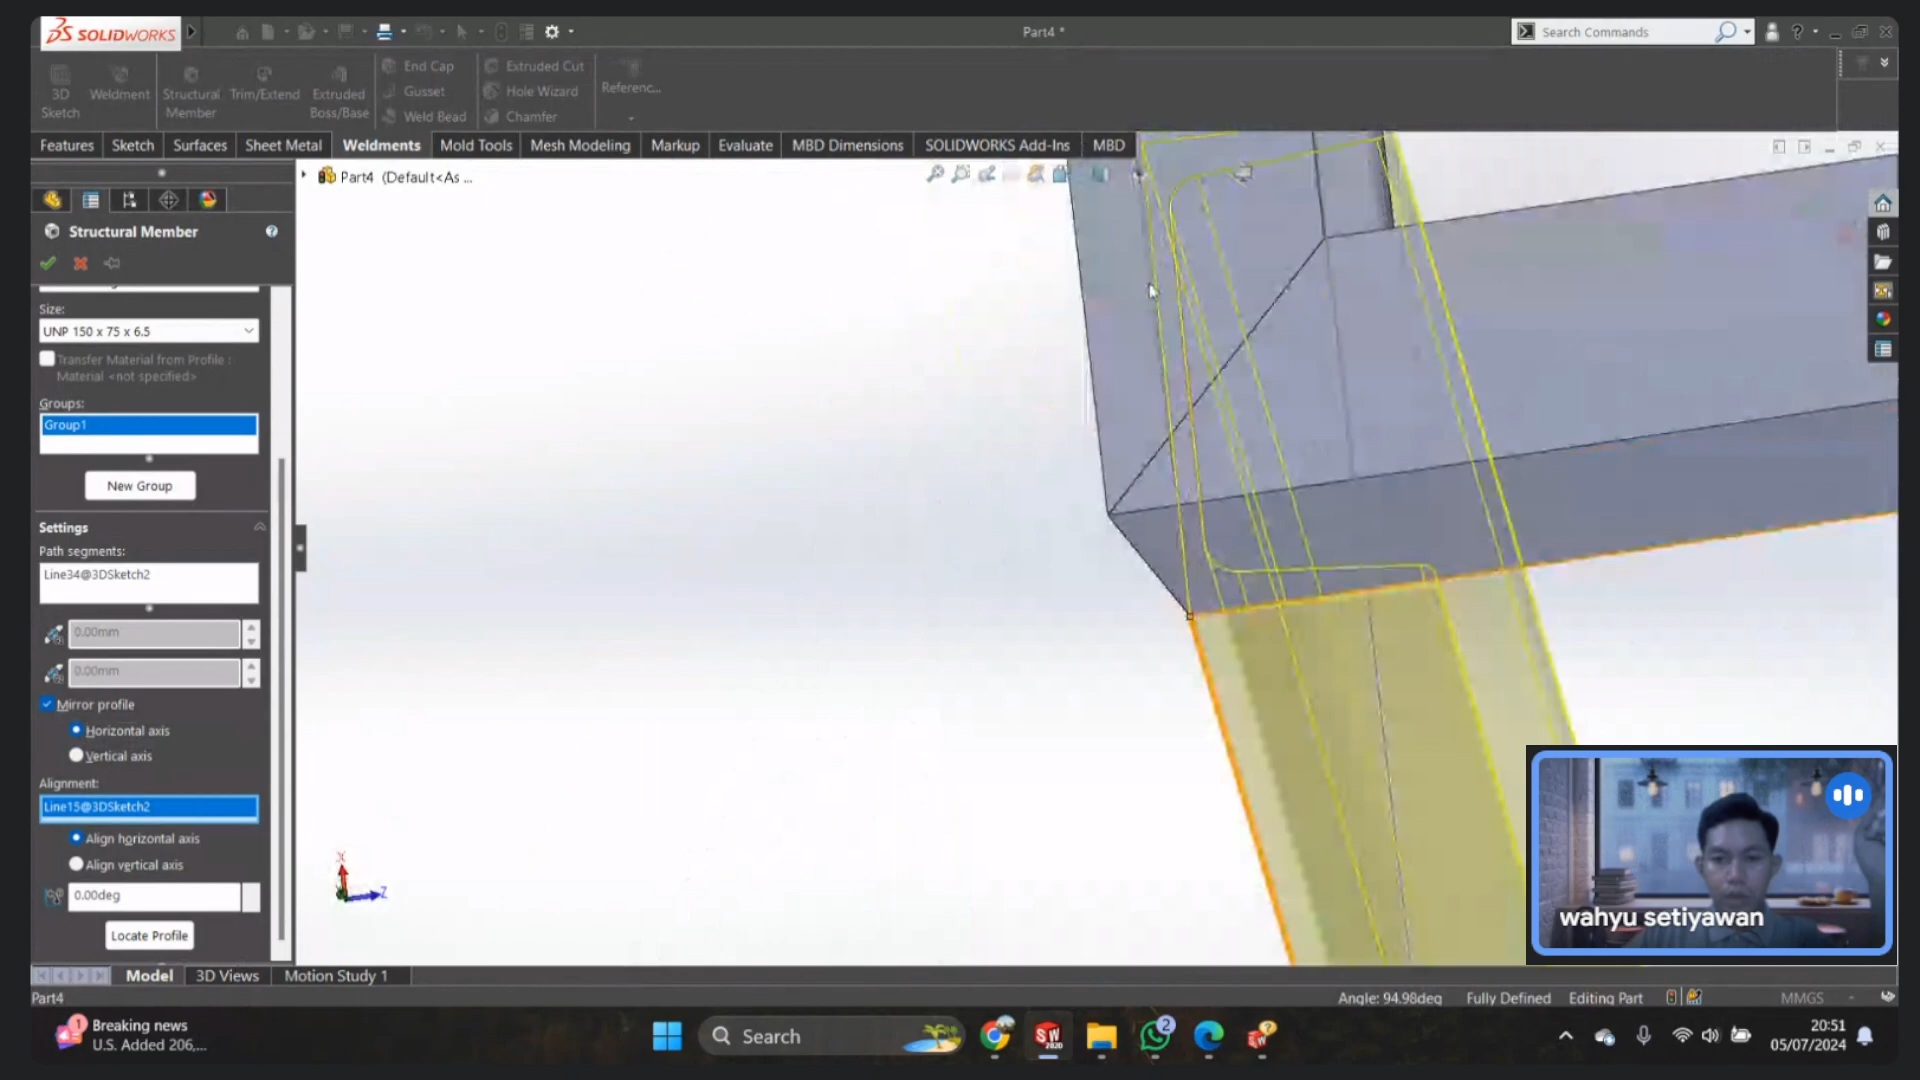 SOLIDWORKS
Part4 *
Search Commands
3D Sketch
Weldment
Structural Member
Trim/Extend
Extruded Boss/Base
End Cap
Gusset
Weld Bead
Extruded Cut
Hole Wizard
Chamfer
Referenc...
Features
Sketch
Surfaces
Sheet Metal
Weldments
Mold Tools
Mesh Modeling
Markup
Evaluate
MBD Dimensions
SOLIDWORKS Add-Ins
MBD
Part4 (Default<As ...
Structural Member
Size:
UNP 150 x 75 x 6.5
Transfer Material from Profile :
Material <not specified>
Groups:
Group1
New Group
Settings
Path segments:
Line34@3DSketch2
0.00mm
0.00mm
Mirror profile
Horizontal axis
Vertical axis
Alignment:
Line15@3DSketch2
Align horizontal axis
Align vertical axis
0.00deg
Locate Profile
X
Z
wahyu setiyawan
Model
3D Views
Motion Study 1
Part4
Angle: 94.98deg
Fully Defined
Editing Part
MMGS
1
Breaking news
U.S. Added 206,...
Search
SW
2020
2
20:51
05/07/2024